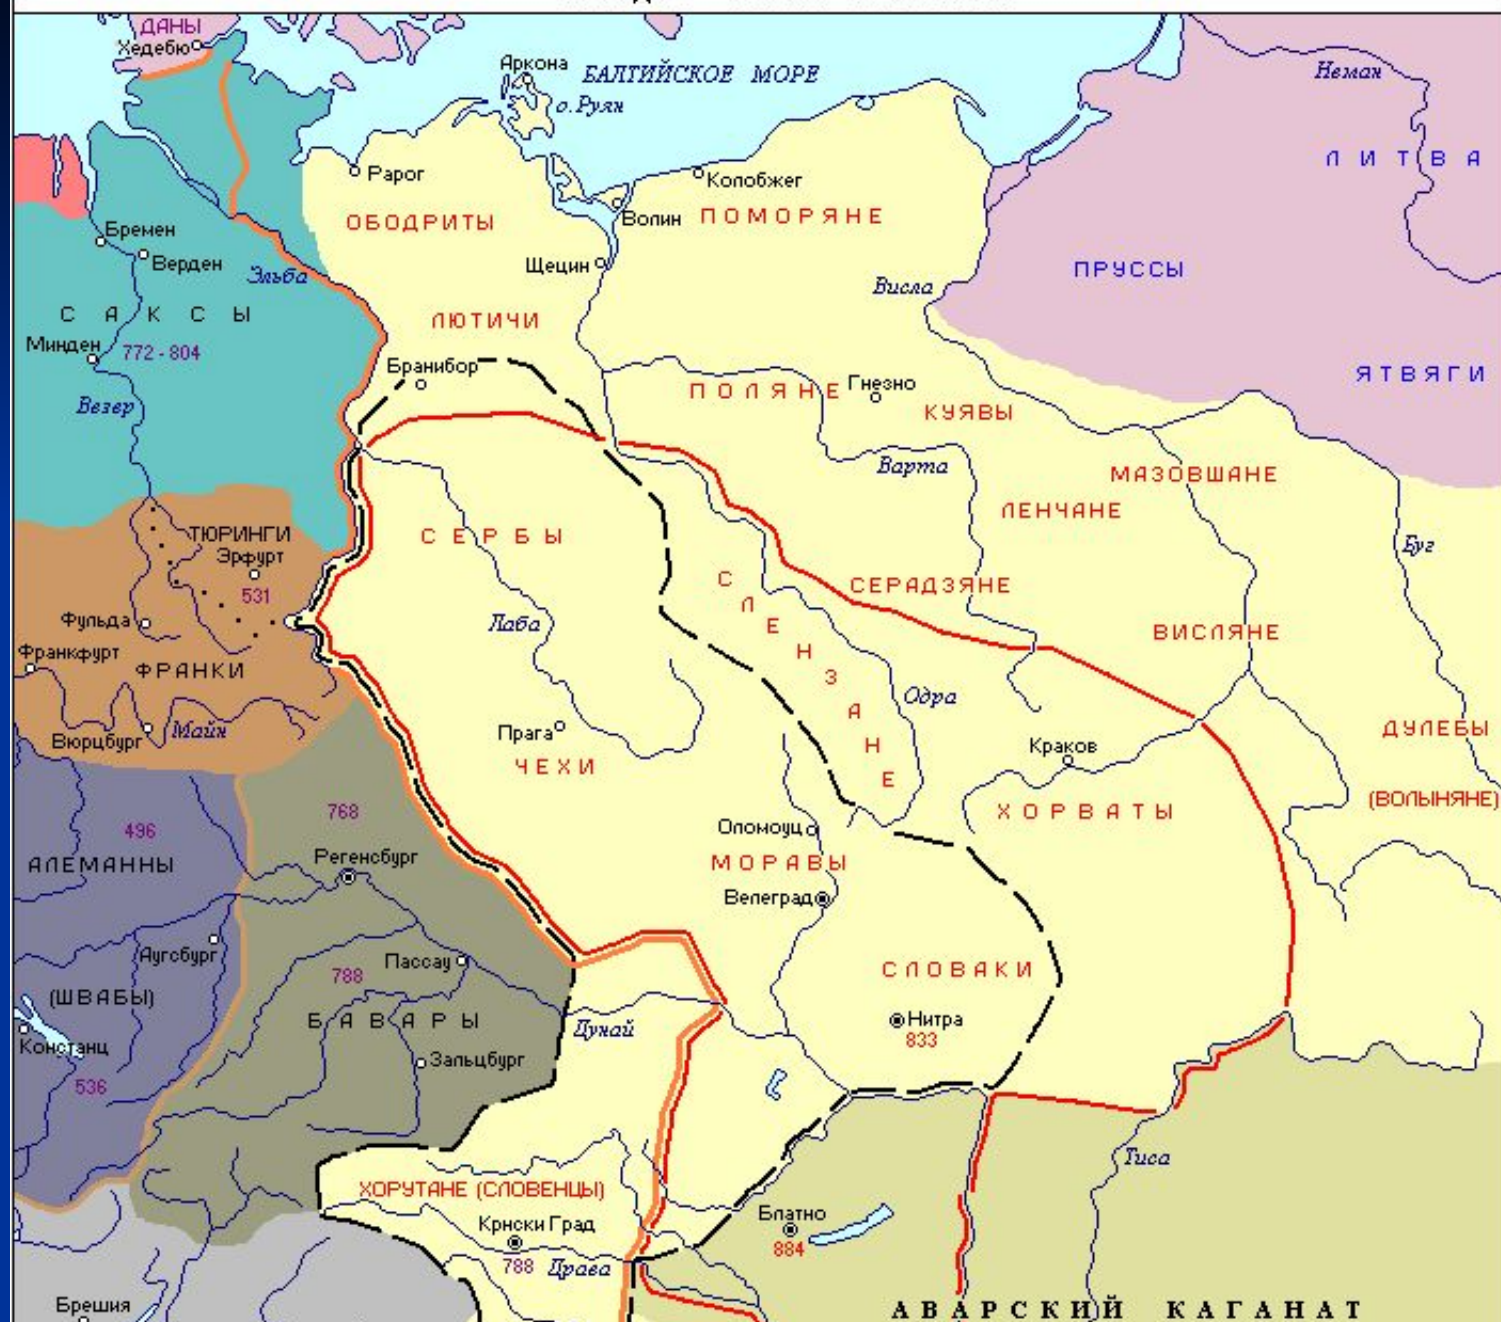 ДАНЫ
Хедебю
Аркона
БАЛТИЙСКОЕ МОРЕ
о.Руян
Неман
ЛИТВА
Рарог
Колобжег
ОБОДРИТЫ
Волин
ПОМОРЯНЕ
Бремен
Верден
Эльба
Щецин
Висла
ПРУССЫ
САКСЫ
Минден
772 - 804
ЛЮТИЧИ
Бранибор
Везер
ПОЛЯНЕ
Гнезно
КУЯВЫ
ЯТВЯГИ
Варта
МАЗОВШАНЕ
ЛЕНЧАНЕ
ТЮРИНГИ
Эрфурт
531
СЕРБЫ
Буг
СЛЕНЗАНЕ
СЕРАДЗЯНЕ
Фульда
Лаба
ВИСЛЯНЕ
Франкфурт
ФРАНКИ
Одра
Вюрцбург
Майн
Прага
ЧЕХИ
Краков
ДУЛЕБЫ
(ВОЛЫНЯНЕ)
ХОРВАТЫ
496
АЛЕМАННЫ
768
Регенсбург
Оломоуц
МОРАВЫ
Велеград
Аугсбург
(ШВАБЫ)
788
Пассау
СЛОВАКИ
Констанц
БАВАРЫ
Дунай
Нитра
833
536
Зальцбург
Тиса
ХОРУТАНЕ (СЛОВЕНЦЫ)
Крнски Град
788
Драва
Блатно
884
Брешия
АВАРСКИЙ КАГАНАТ